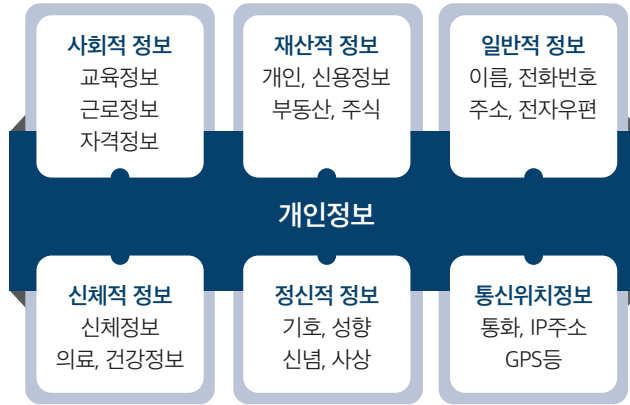 사회적 정보
교육정보
근로정보
자격정보
재산적 정보
개인, 신용정보
부동산, 주식
일반적 정보
이름, 전화번호
주소, 전자우편
개인정보
신체적 정보
신체정보
의료, 건강정보
정신적 정보
기호, 성향
신념, 사상
통신위치정보
통화, IP주소
GPS등